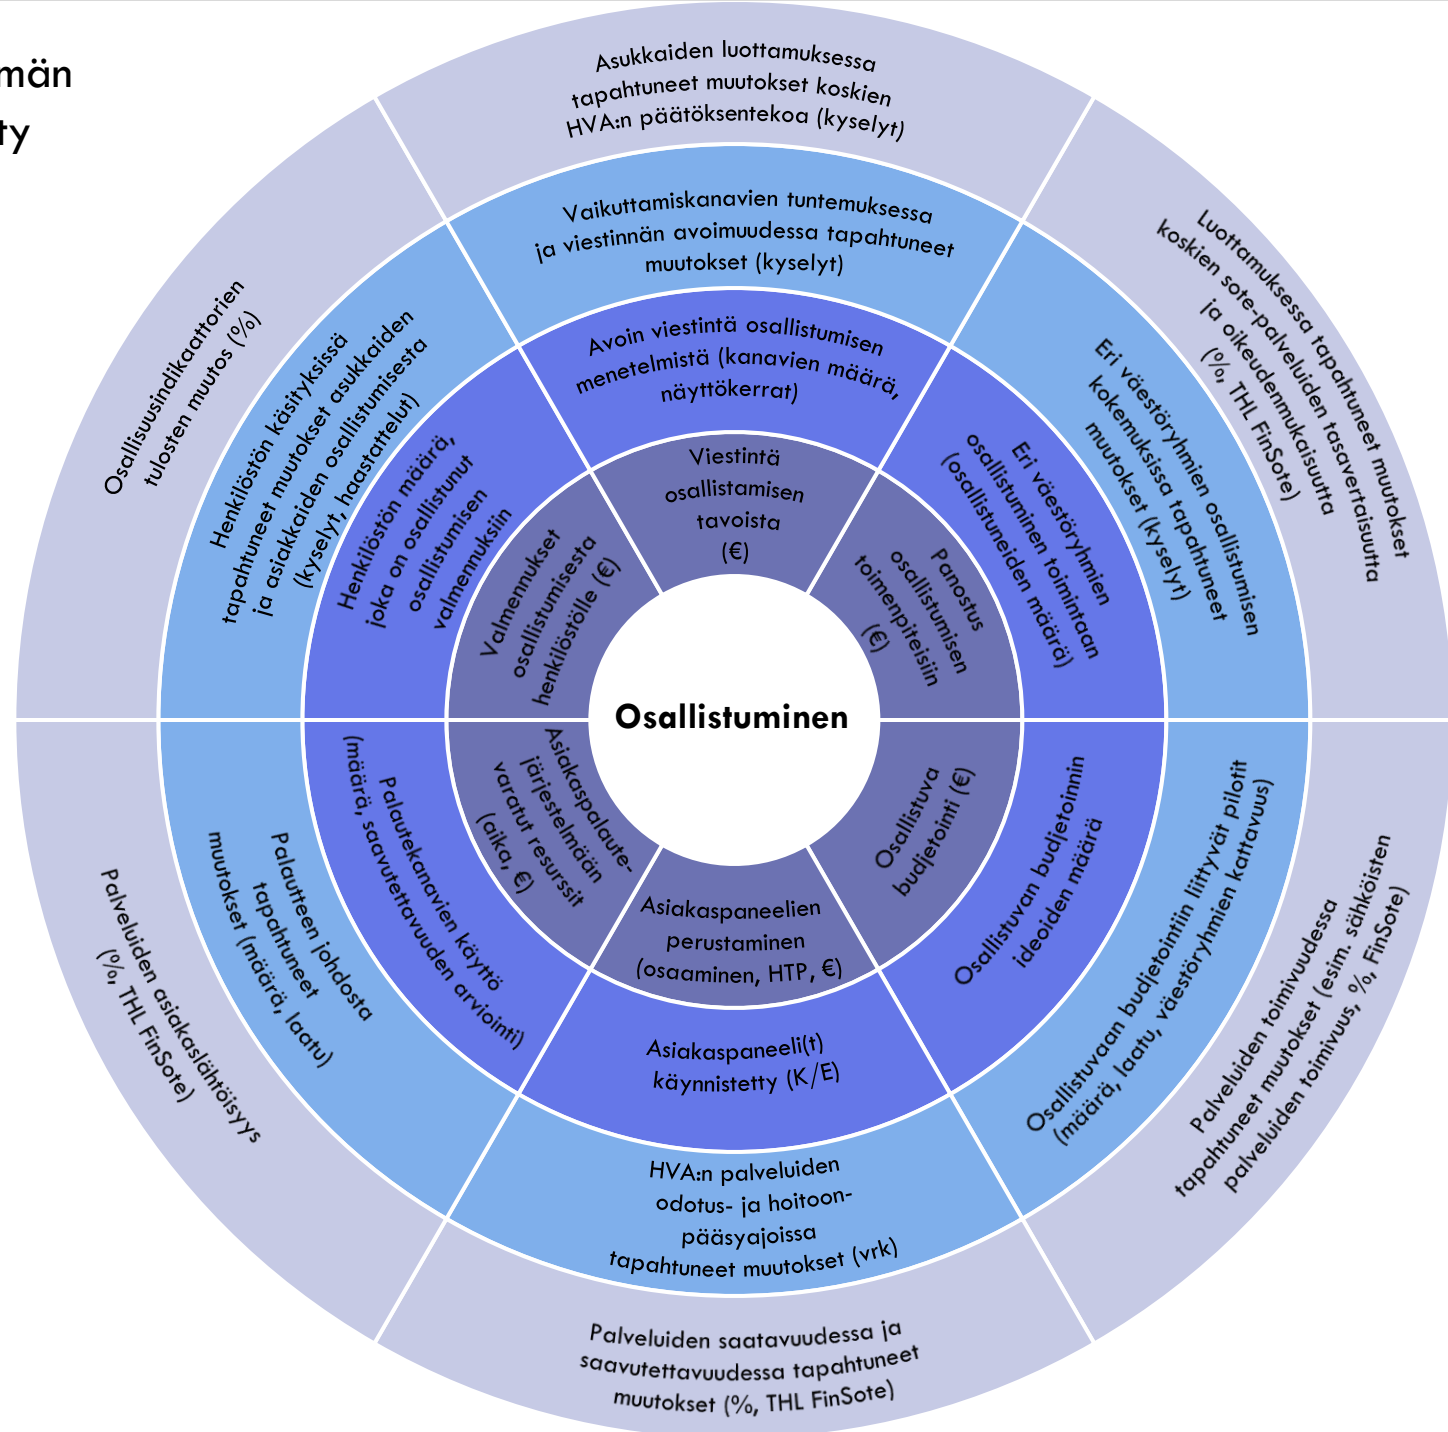 män
ty
Asukkaiden luottamuksessa
tapahtuneet muutokset koskien
HVA:n päätöksentekoa (kyselyt)
Vaikuttamiskanavien tuntemuksessa
ja viestinnän avoimuudessa tapahtuneet
muutokset (kyselyt)
Avoin viestintä osallistumisen
menetelmistä (kanavien määrä,
näyttökerrat)
Viestintä
osallistamisen
tavoista
(€)
Luottamuksessa tapahtuneet muutokset
koskien sote-palveluiden tasavertaisuutta
ja oikeudenmukaisuutta
(%, THL FinSote)
Eri väestöryhmien osallistumisen
kokemuksissa tapahtuneet
muutokset (kyselyt)
Eri väestöryhmien
osallistuminen toimintaan
(osallistuneiden määrä)
Panostus
osallistumisen
toimenpiteisiin
(€)
Osallistuva
budjetointi (€)
Osallistuvan budjetoinnin
ideoiden määrä
Osallistuvaan budjetointiin liittyvät pilotit
(määrä, laatu, väestöryhmien kattavuus)
Palveluiden toimivuudessa
tapahtuneet muutokset (esim. sähköisten
palveluiden toimivuus, %, FinSote)
Asiakaspaneelien
perustaminen
(osaaminen, HTP, €)
Asiakaspaneeli(t)
käynnistetty (K/E)
HVA:n palveluiden
odotus- ja hoitoon-
pääsyajoissa
tapahtuneet muutokset (vrk)
Palveluiden saatavuudessa ja
saavutettavuudessa tapahtuneet
muutokset (%, THL FinSote)
Asiakaspalaute-
järjestelmään
varatut resurssit
(aika, €)
Palautekanavien käyttö
(määrä, saavutettavuuden arviointi)
Palautteen johdosta
tapahtuneet
muutokset (määrä, laatu)
Palveluiden asiakaslähtöisyys
(%, THL FinSote)
Valmennukset
osallistumisesta
henkilöstölle (€)
Henkilöstön määrä,
joka on osallistunut
osallistumisen
valmennuksiin
Henkilöstön käsityksissä
tapahtuneet muutokset asukkaiden
ja asiakkaiden osallistumisesta
(kyselyt, haastattelut)
Osallisuusindikaattorien
tulosten muutos (%)
Osallistuminen